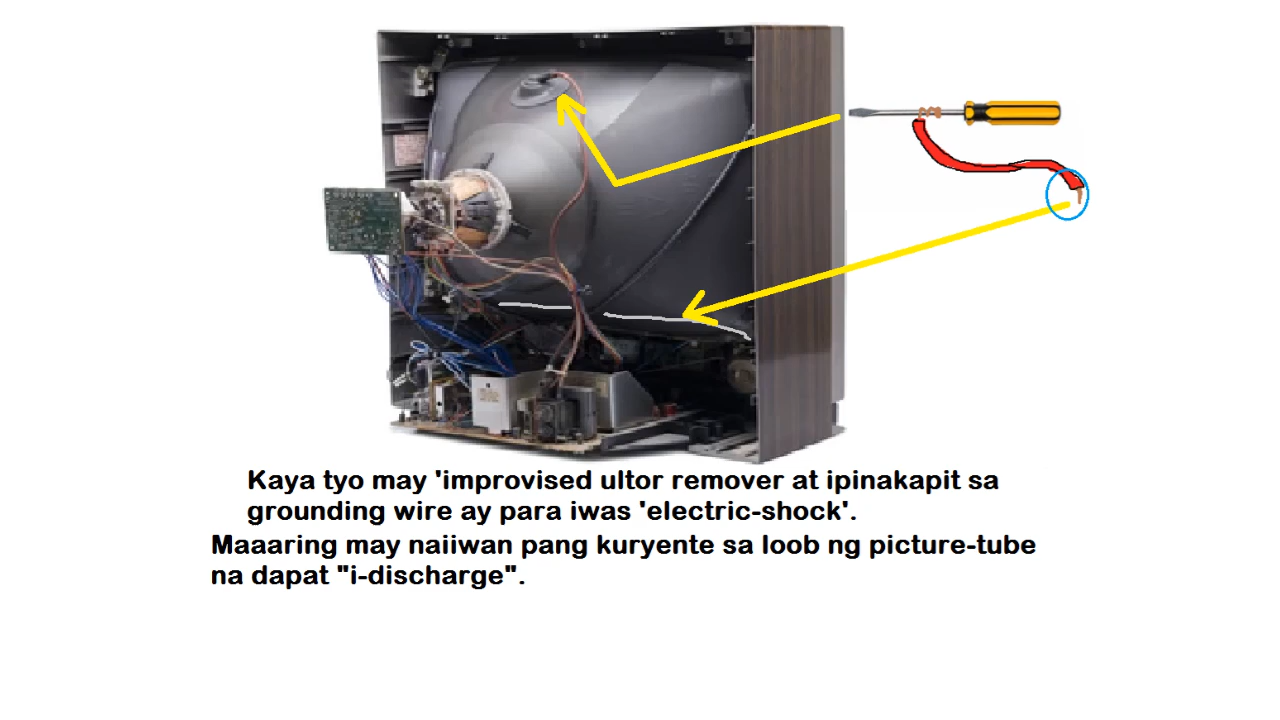 Kaya tyo may 'improvised ultor remover at ipinakapit sa
grounding wire ay para iwas 'electric-shock'.
Maaaring may naiiwan pang kuryente sa loob ng picture-tube
na dapat "i-discharge".